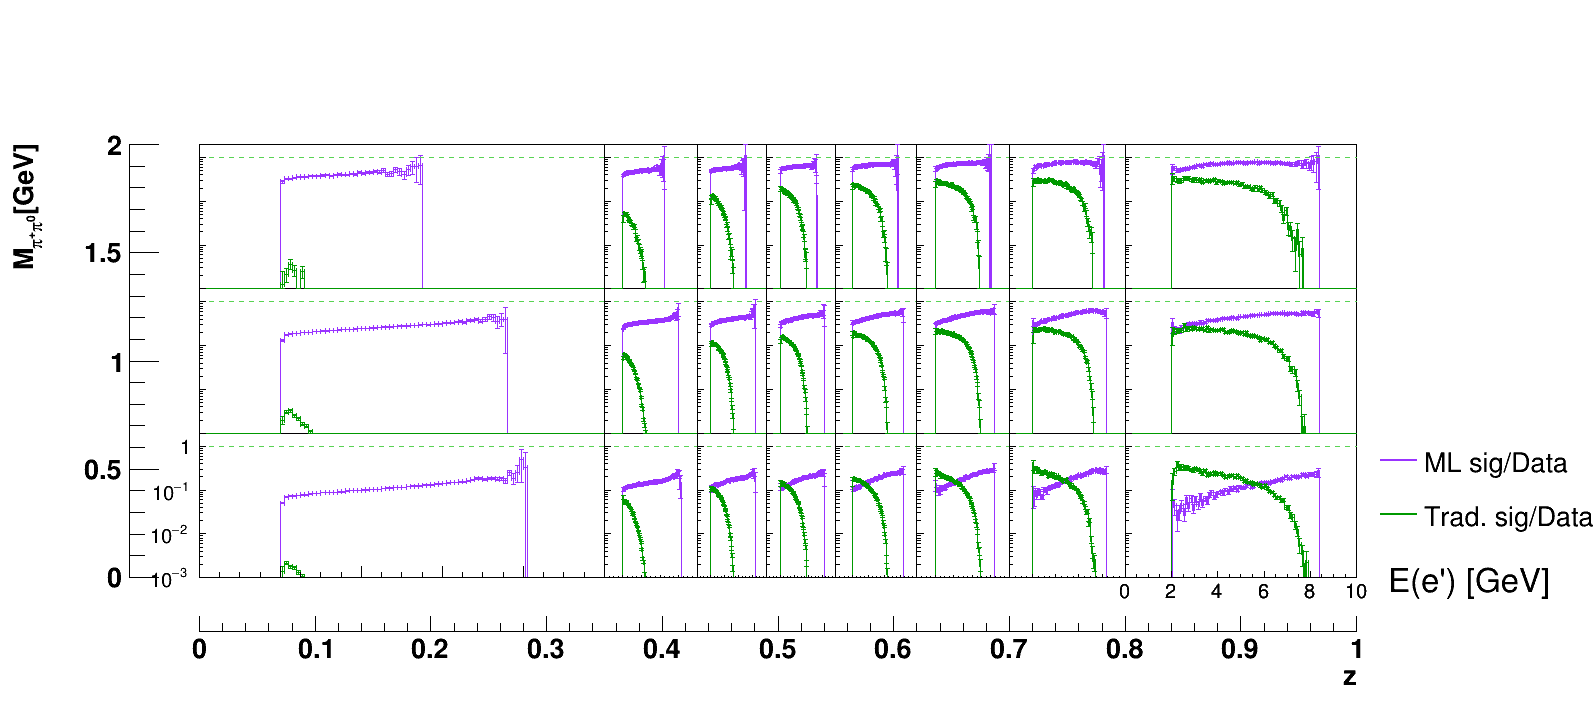 M_{π⁺π⁰}[GeV]
2
1.5
1
0.5
0
1
10⁻¹
10⁻²
10⁻³
ML sig/Data
Trad. sig/Data
0 2 4 6 8 10
E(e') [GeV]
0 0.1 0.2 0.3 0.4 0.5 0.6 0.7 0.8 0.9 1
z